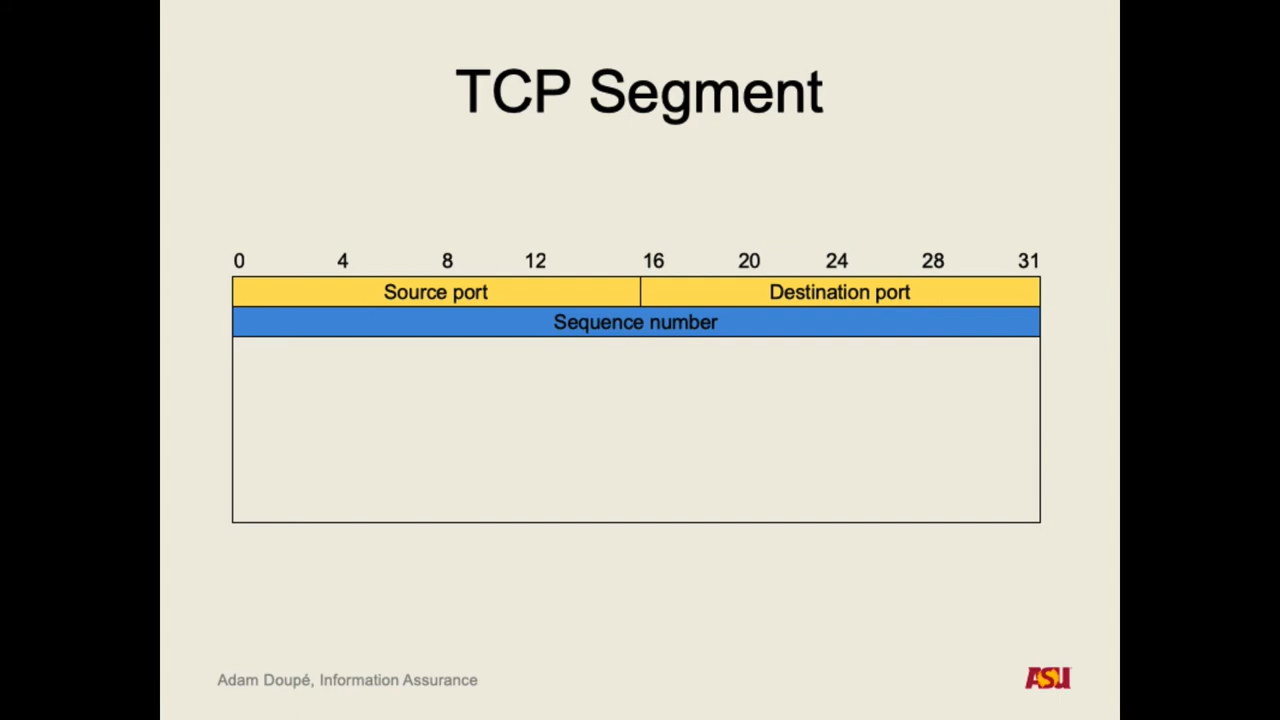 TCP Segment
0 4 8 12 16 20 24 28 31
Source port Destination port
Sequence number
Adam Doupé, Information Assurance
ASU